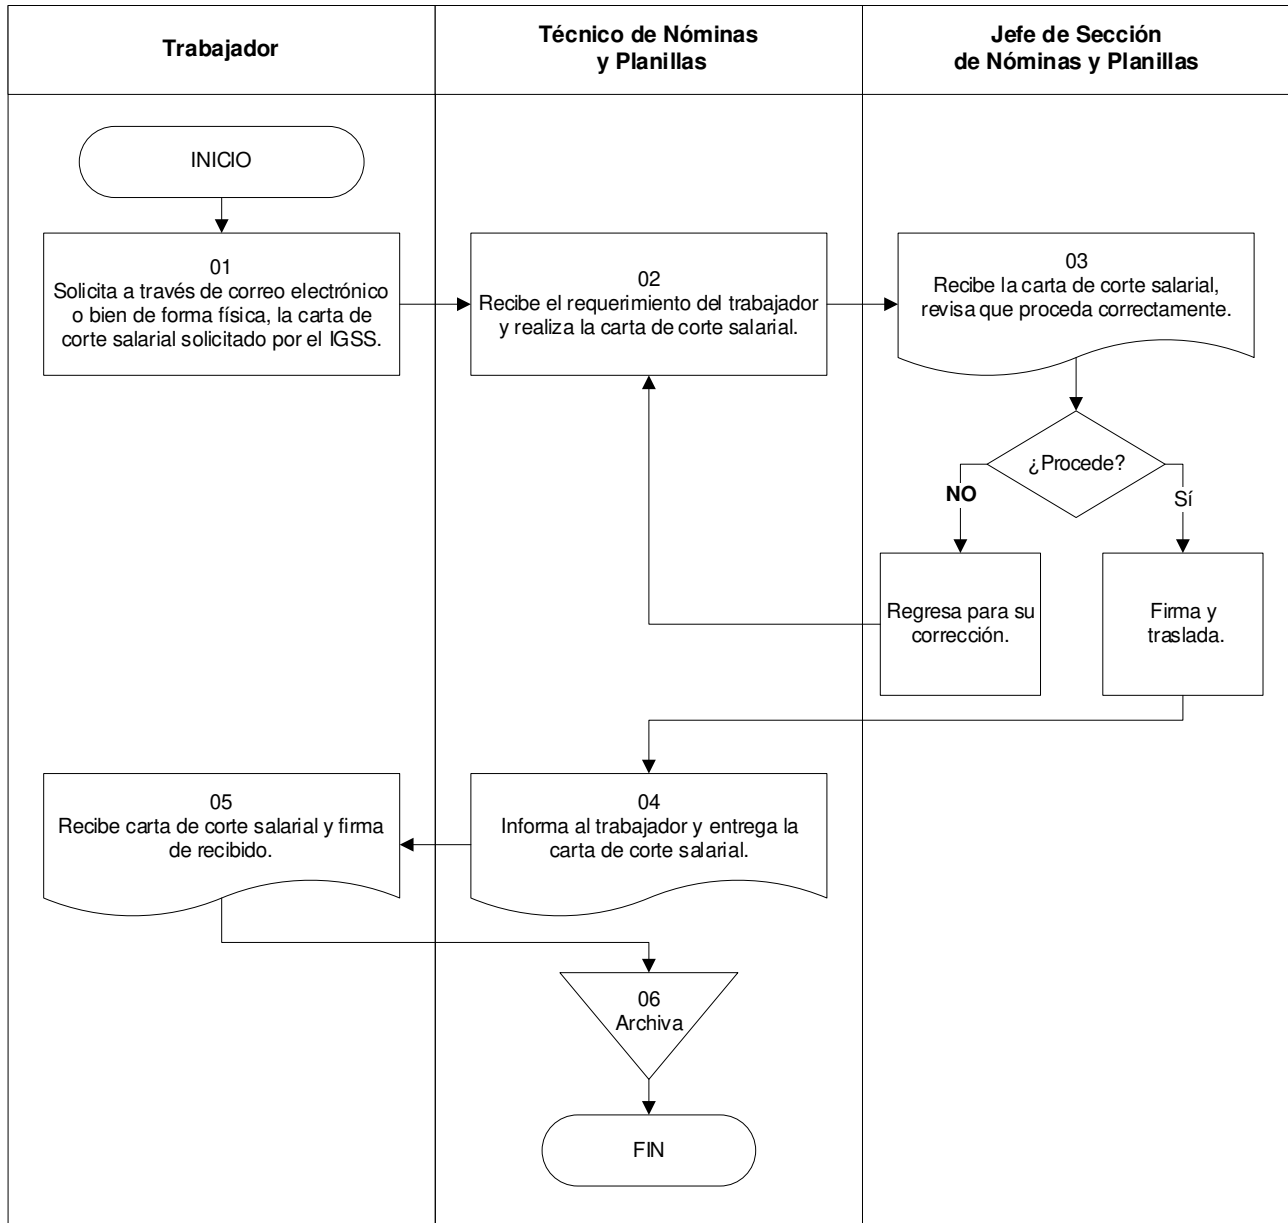 Trabajador
Técnico de Nóminas
y Planillas
Jefe de Sección
de Nóminas y Planillas
INICIO
01
Solicita a través de correo electrónico
o bien de forma física, la carta de
corte salarial solicitado por el IGSS.
02
Recibe el requerimiento del trabajador
y realiza la carta de corte salarial.
03
Recibe la carta de corte salarial,
revisa que proceda correctamente.
¿Procede?
NO
Sí
Regresa para su
corrección.
Firma y
traslada.
05
Recibe carta de corte salarial y firma
de recibido.
04
Informa al trabajador y entrega la
carta de corte salarial.
06
Archiva
FIN